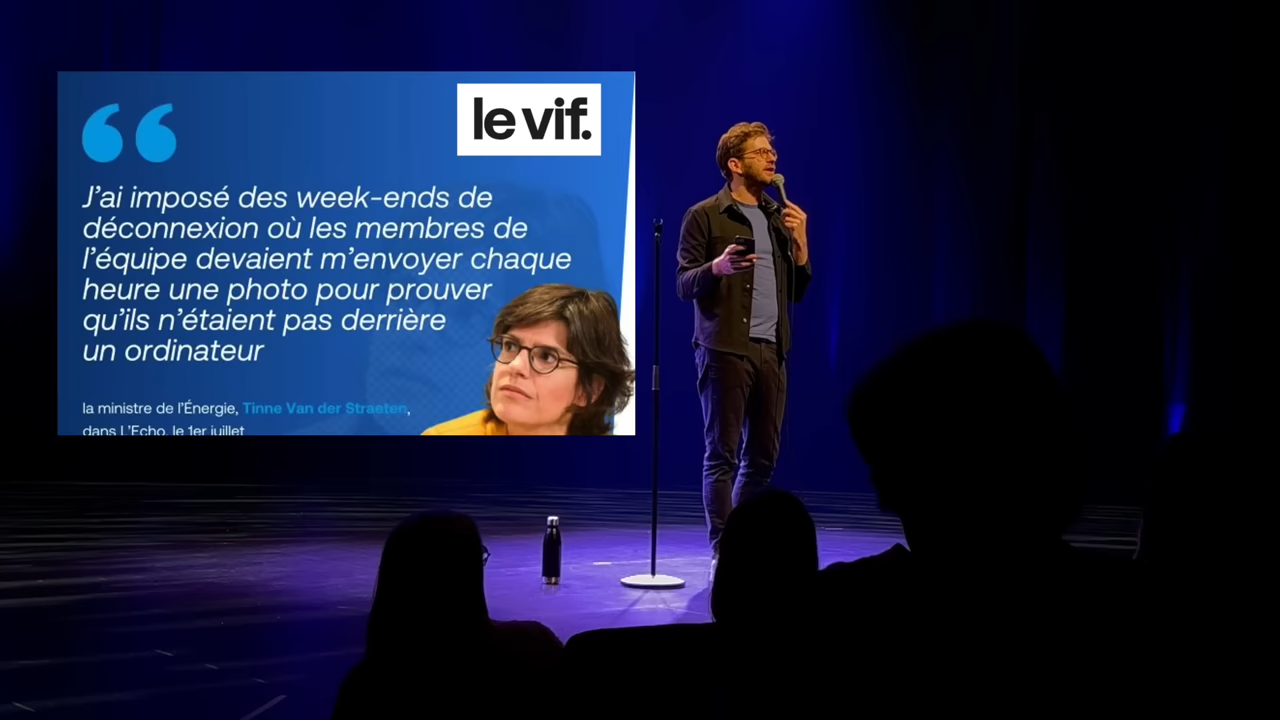 le vif.
J'ai imposé des week-ends de
déconnexion où les membres de
l'équipe devaient m'envoyer chaque
heure une photo pour prouver
qu'ils n'étaient pas derrière
un ordinateur
la ministre de l'Énergie, Tinne Van der Straeten,
dans L'Echo, le 1er juillet